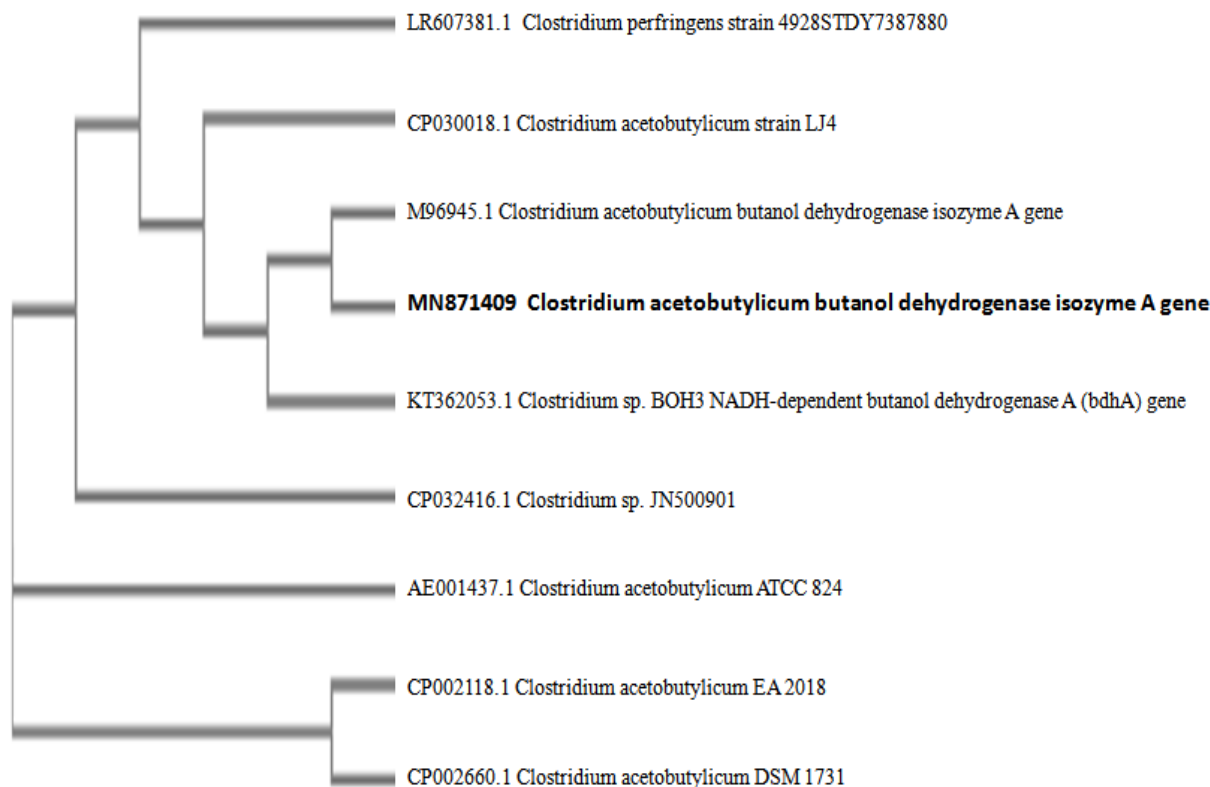 LR607381.1 Clostridium perfringens strain 4928STDY7387880
CP030018.1 Clostridium acetobutylicum strain LJ4
M96945.1 Clostridium acetobutylicum butanol dehydrogenase isozyme A gene
MN871409 Clostridium acetobutylicum butanol dehydrogenase isozyme A gene
KT362053.1 Clostridium sp. BOH3 NADH-dependent butanol dehydrogenase A (bdhA) gene
CP032416.1 Clostridium sp. JN500901
AE001437.1 Clostridium acetobutylicum ATCC 824
CP002118.1 Clostridium acetobutylicum EA 2018
CP002660.1 Clostridium acetobutylicum DSM 1731